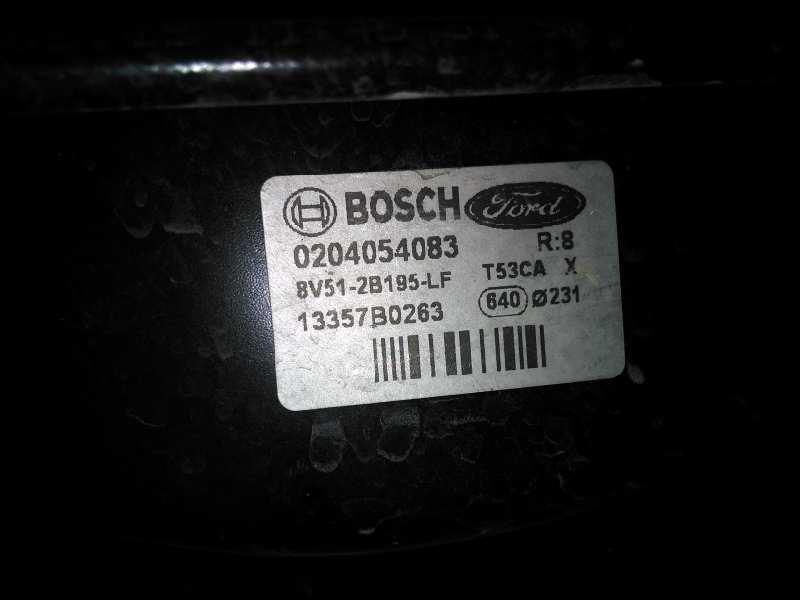 BOSCH Ford
0204054083 R:8
8V51-2B195-LF T53CA X
13357B0263 640 Ø231